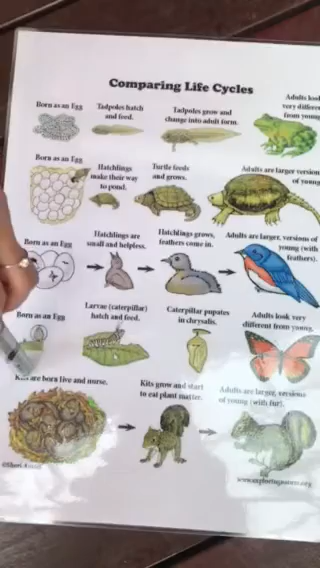 Comparing Life Cycles
Born as an Egg
Tadpoles hatch
and feed.
Tadpoles grow and
change into adult form.
Adults look
very different
from young
Born as an Egg
Hatchlings
make their way
to pond.
Turtle feeds
and grows.
Adults are larger version
of young
Born as an Egg
Hatchlings are
small and helpless.
Hatchling grows,
feathers come in.
Adults are larger, versions of
young (with
feathers).
Born as an Egg
Larvae (caterpillar)
hatch and feed.
Caterpillar pupates
in chrysalis.
Adults look very
different from young.
Kits are born live and nurse.
Kits grow and start
to eat plant matter.
Adults are larger, versions
of young (with fur).